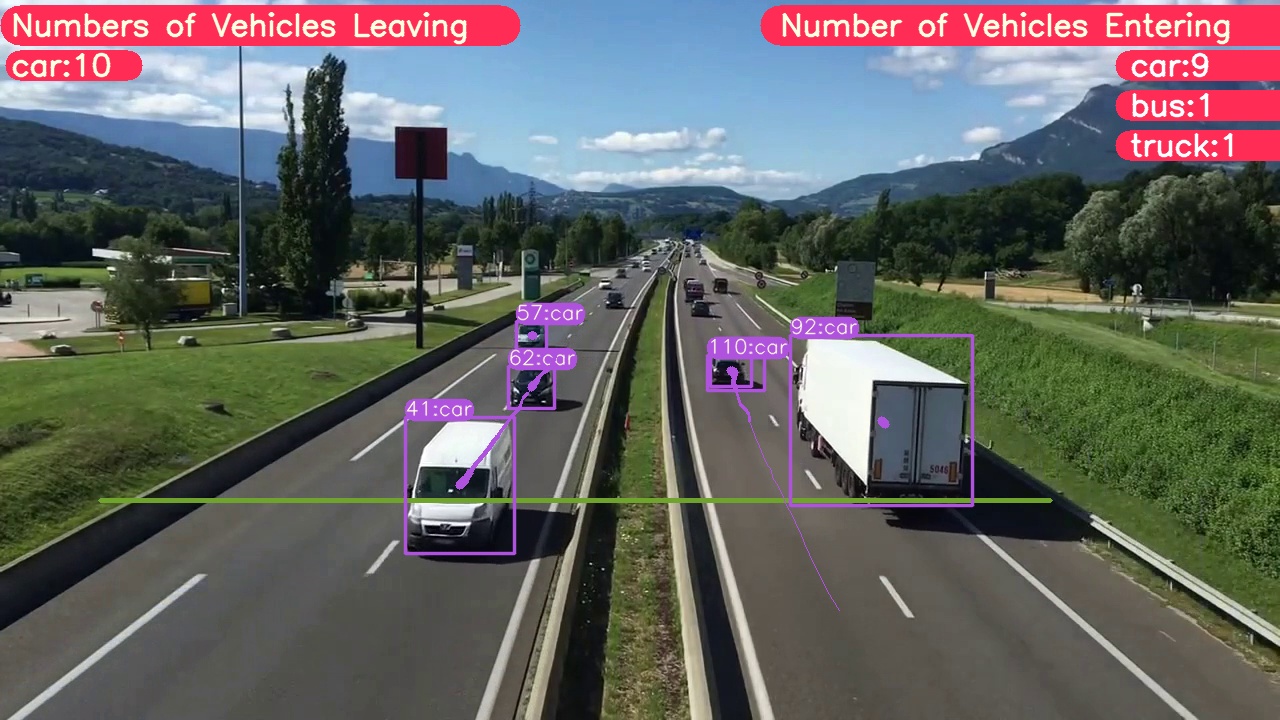 Numbers of Vehicles Leaving
Number of Vehicles Entering
car:10
car:9
bus:1
truck:1
57:car
92:car
110:car
62:car
41:car